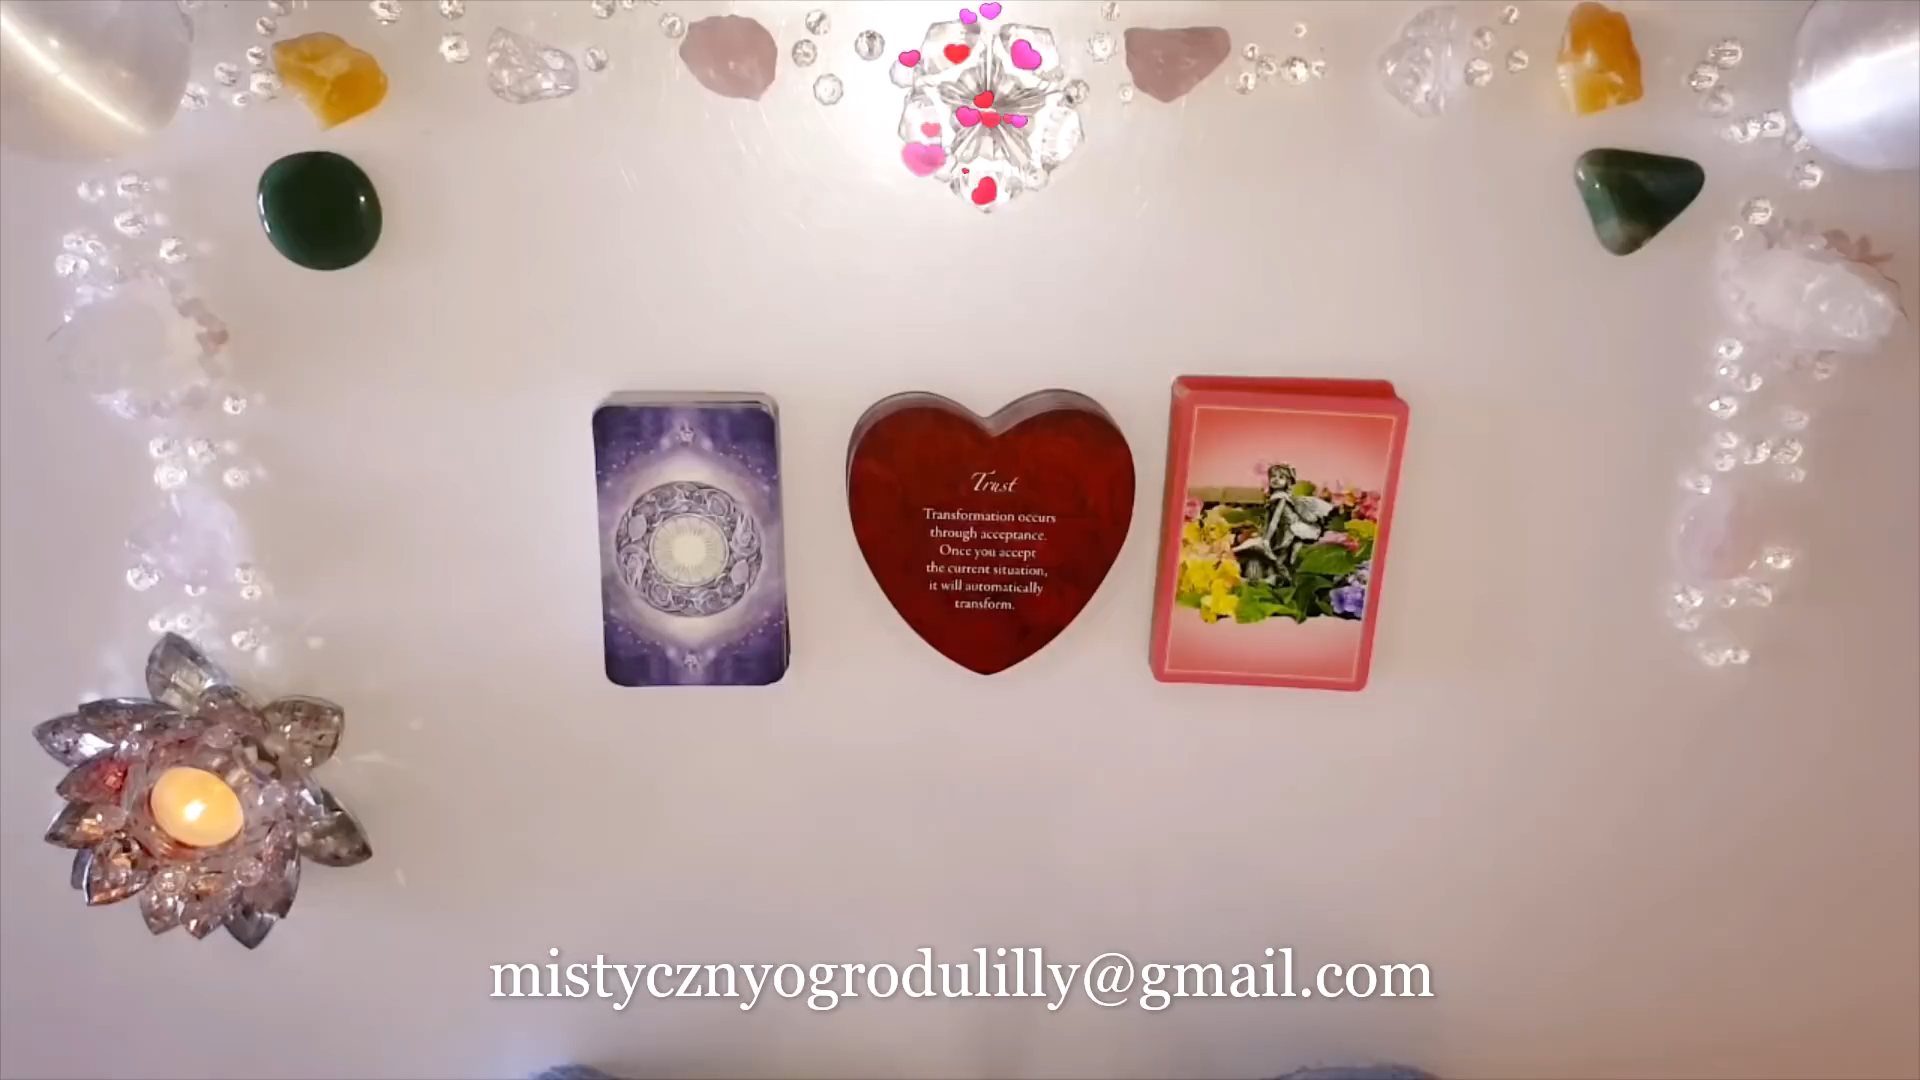 Trust
Transformation occurs
through acceptance.
Once you accept
the current situation,
it will automatically
transform.
mistycznyogrodulilly@gmail.com